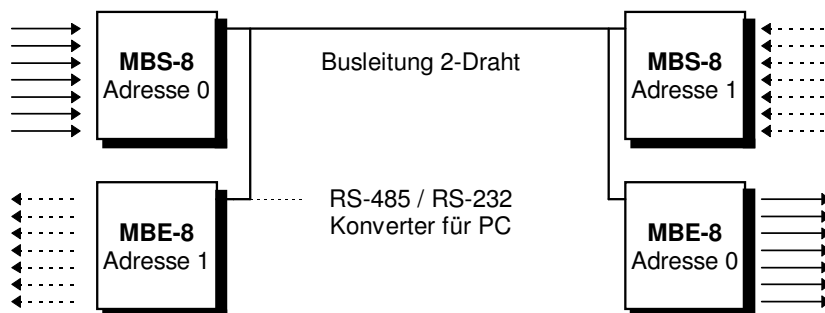 MBS-8
Adresse 0
Busleitung 2-Draht
MBS-8
Adresse 1
MBE-8
Adresse 1
RS-485 / RS-232
Konverter für PC
MBE-8
Adresse 0